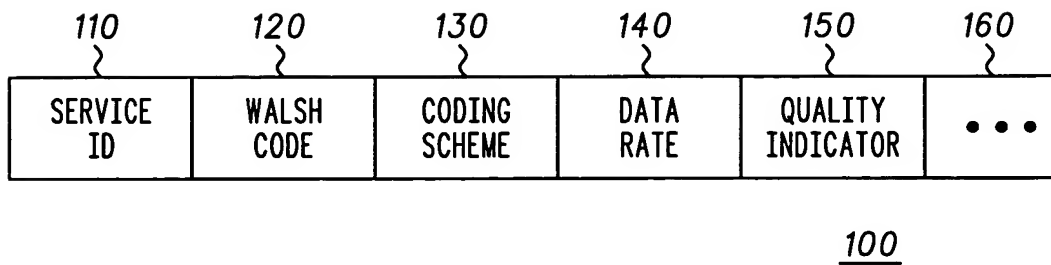 110 120 130 140 150 160
SERVICE ID
WALSH CODE
CODING SCHEME
DATA RATE
QUALITY INDICATOR
• • •
100